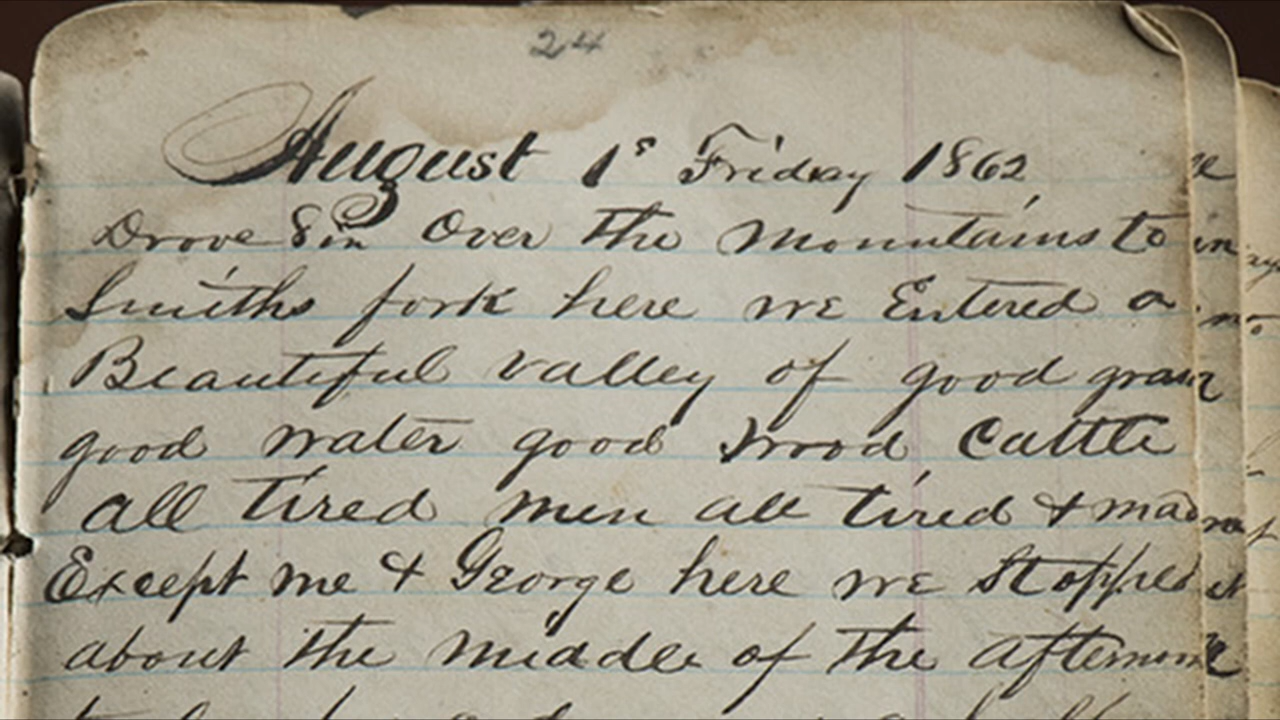 24
August 1s Friday 1862
Drove 8 m Over the Mountains to
Smiths fork here we Entered a
Beautiful valley of good grass
good water good wood Cattle
all tired men all tired & mad
Except me & George here we Stopped
about the middle of the afternoon